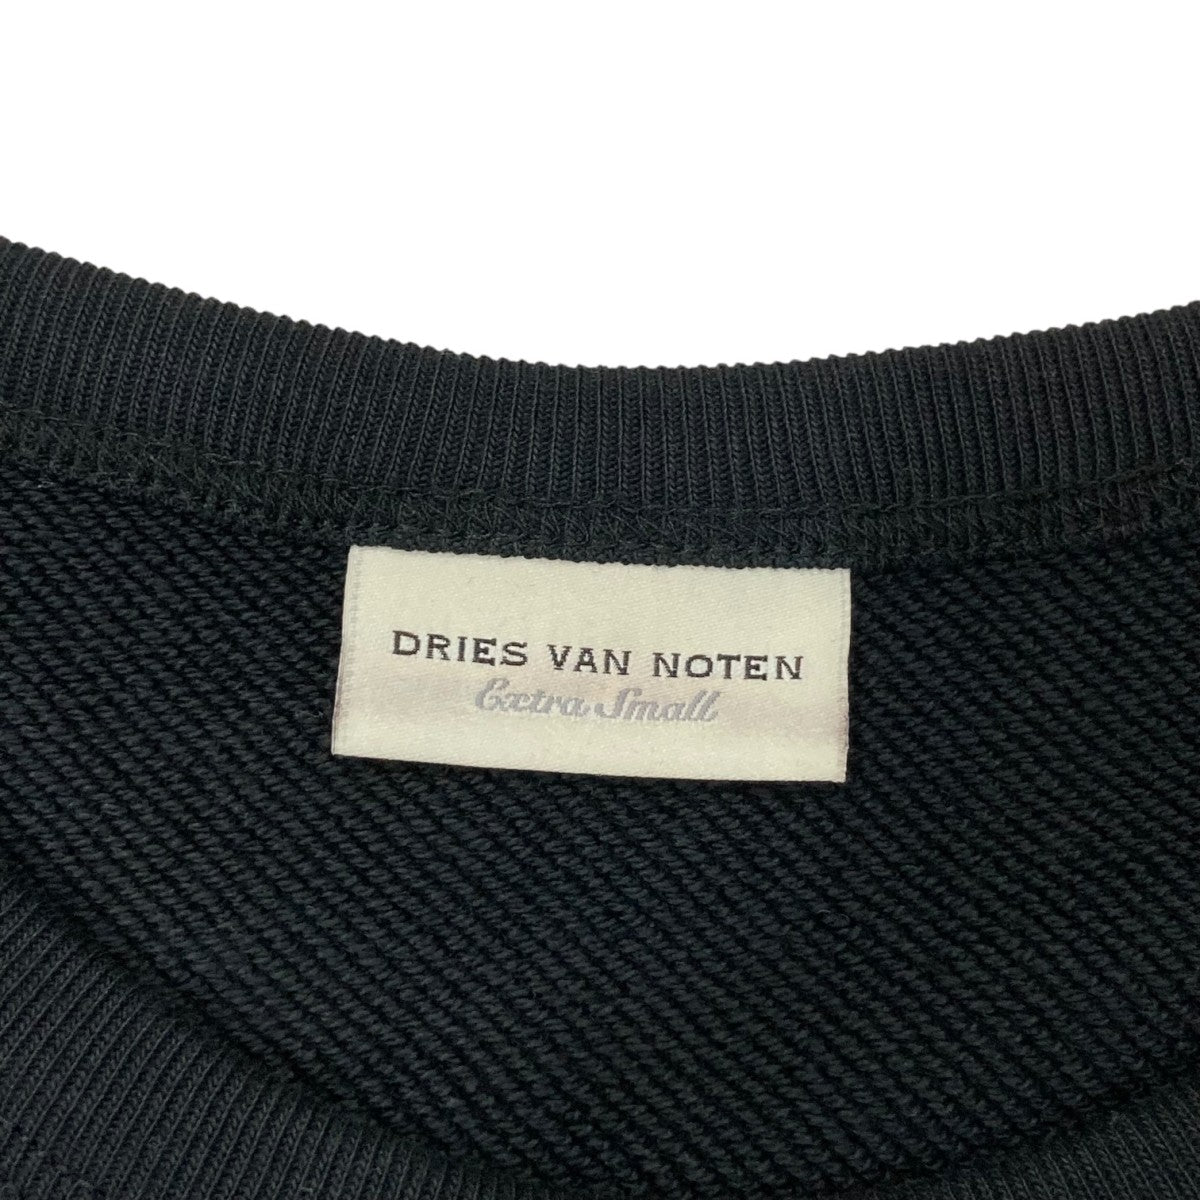 DRIES VAN NOTEN
Extra Small